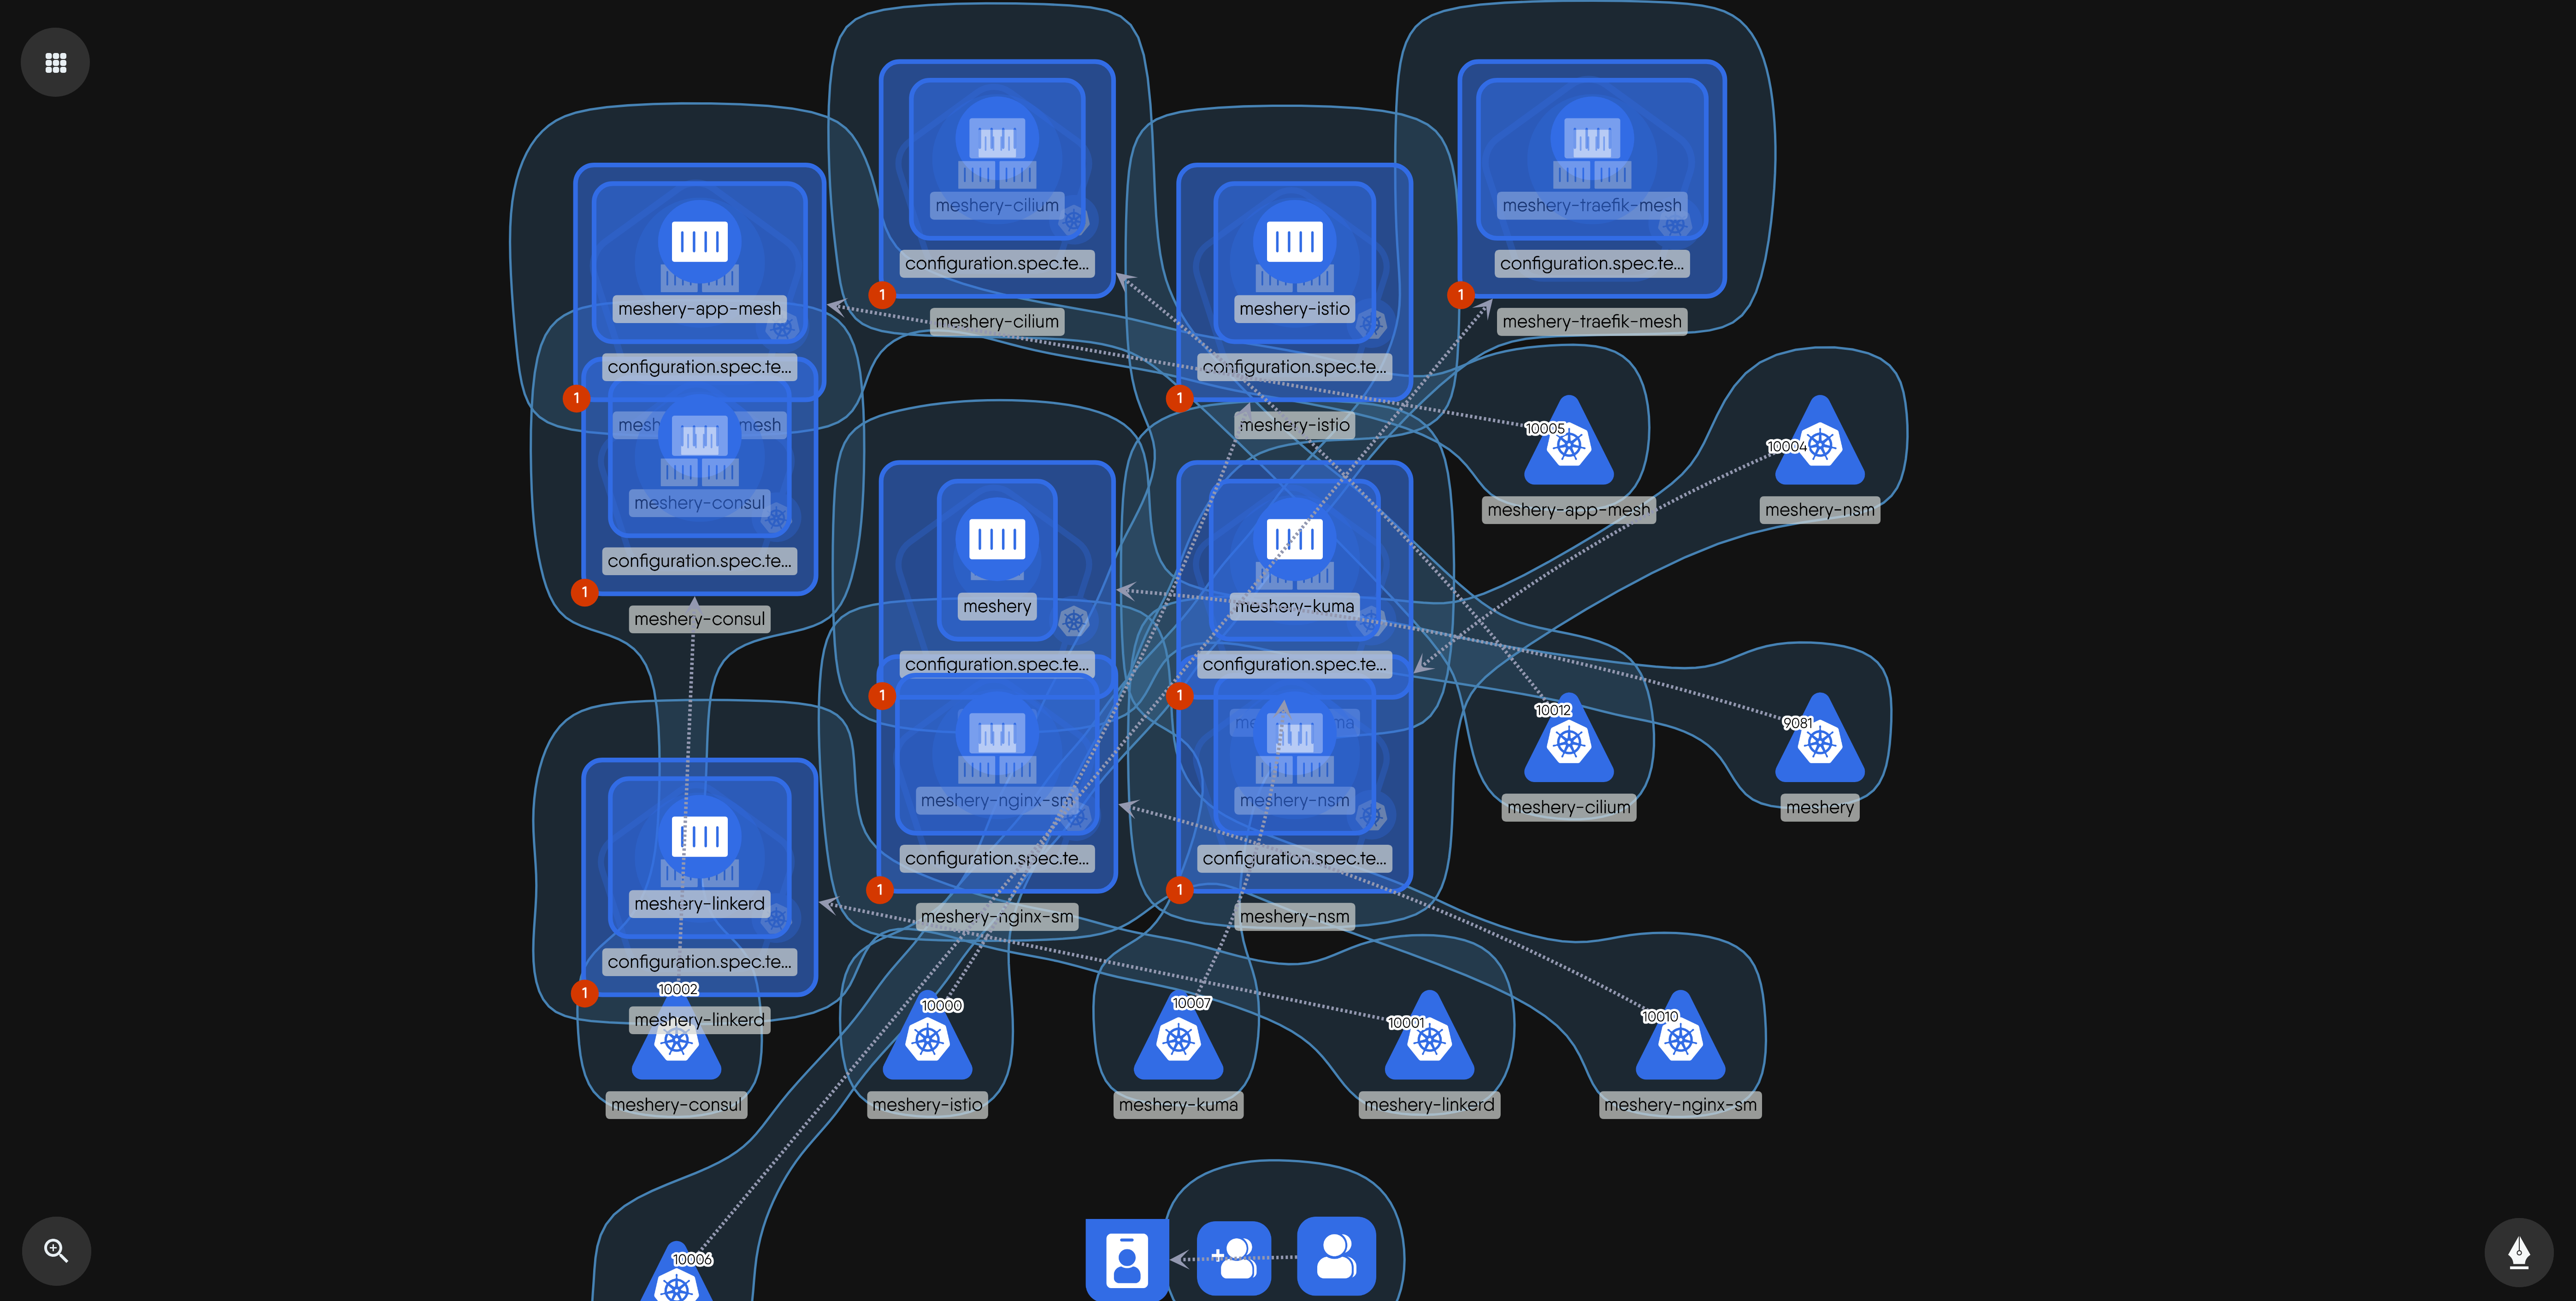 meshery-cilium
configuration.spec.te...
1
meshery-cilium
meshery-traefik-mesh
configuration.spec.te...
1
meshery-traefik-mesh
meshery-app-mesh
configuration.spec.te...
1
mesh mesh
meshery-istio
configuration.spec.te...
1
meshery-istio
meshery-consul
configuration.spec.te...
1
meshery-consul
10005
meshery-app-mesh
10004
meshery-nsm
meshery
configuration.spec.te...
1
meshery-kuma
configuration.spec.te...
1
me ma
meshery-nginx-sm
configuration.spec.te...
1
meshery-nginx-sm
meshery-nsm
configuration.spec.te...
1
meshery-nsm
10012
meshery-cilium
9081
meshery
meshery-linkerd
configuration.spec.te...
1
meshery-linkerd
10002
meshery-consul
10000
meshery-istio
10007
meshery-kuma
10001
meshery-linkerd
10010
meshery-nginx-sm
10006